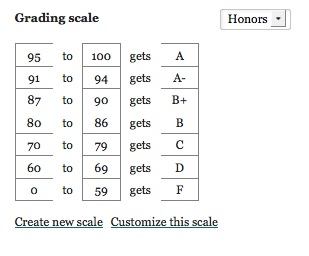 Grading scale Honors
95 to 100 gets A
91 to 94 gets A-
87 to 90 gets B+
80 to 86 gets B
70 to 79 gets C
60 to 69 gets D
0 to 59 gets F
Create new scale Customize this scale